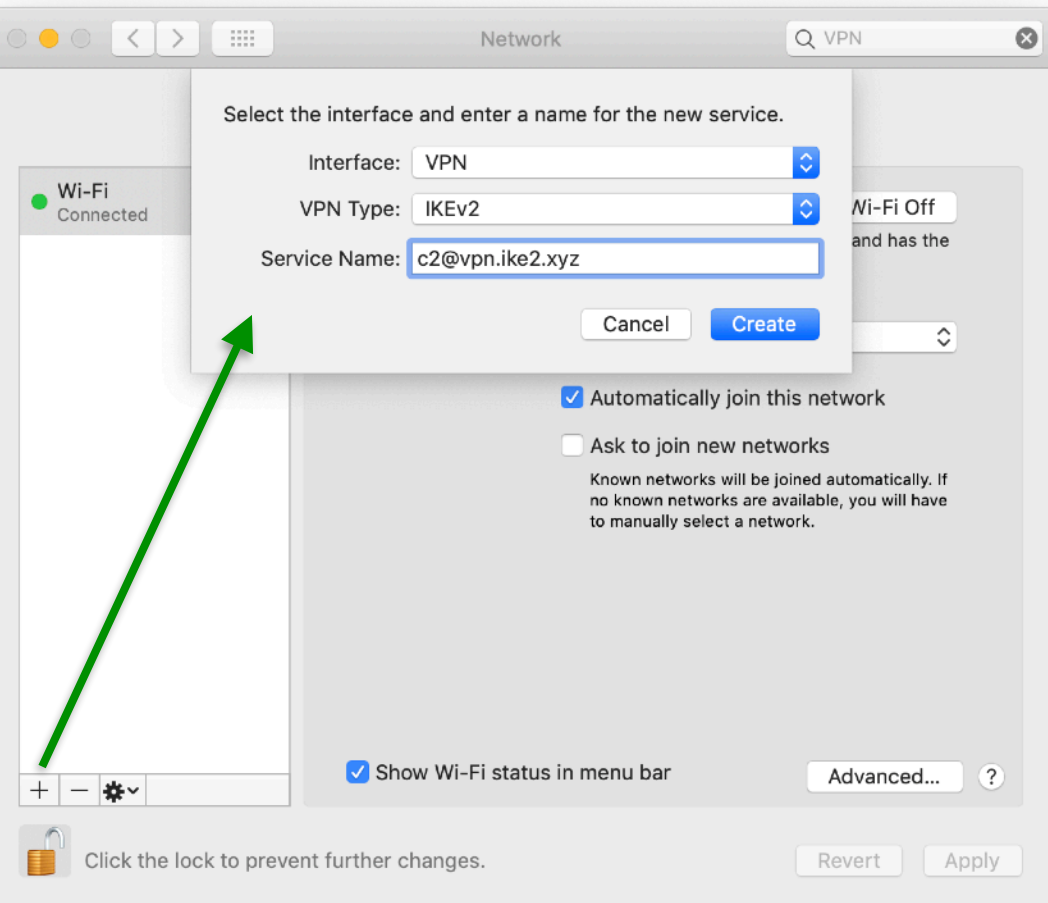 Network
VPN
Select the interface and enter a name for the new service.
Interface: VPN
VPN Type: IKEv2
Service Name: c2@vpn.ike2.xyz
Cancel Create
Wi-Fi
Connected
Wi-Fi Off
and has the
Automatically join this network
Ask to join new networks
Known networks will be joined automatically. If
no known networks are available, you will have
to manually select a network.
Show Wi-Fi status in menu bar
Advanced... ?
Click the lock to prevent further changes.
Revert Apply